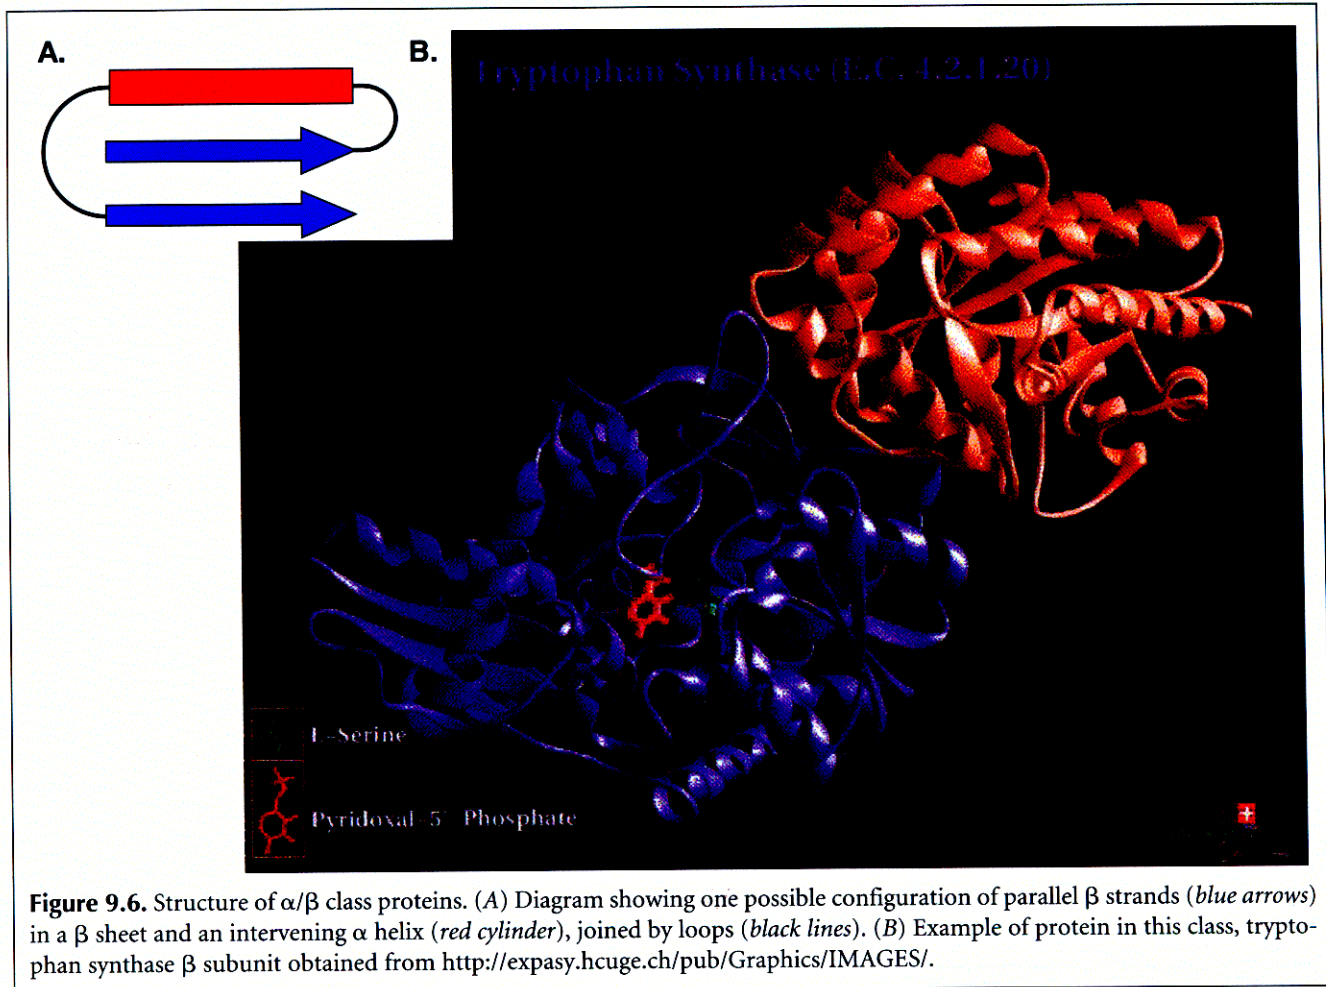 A.
B.
Tryptophan Synthase (E.C. 4.2.1.20)
L-Serine
Pyridoxal-5' Phosphate
Figure 9.6. Structure of α/β class proteins. (A) Diagram showing one possible configuration of parallel β strands (blue arrows)
in a β sheet and an intervening α helix (red cylinder), joined by loops (black lines). (B) Example of protein in this class, trypto-
phan synthase β subunit obtained from http://expasy.hcuge.ch/pub/Graphics/IMAGES/.